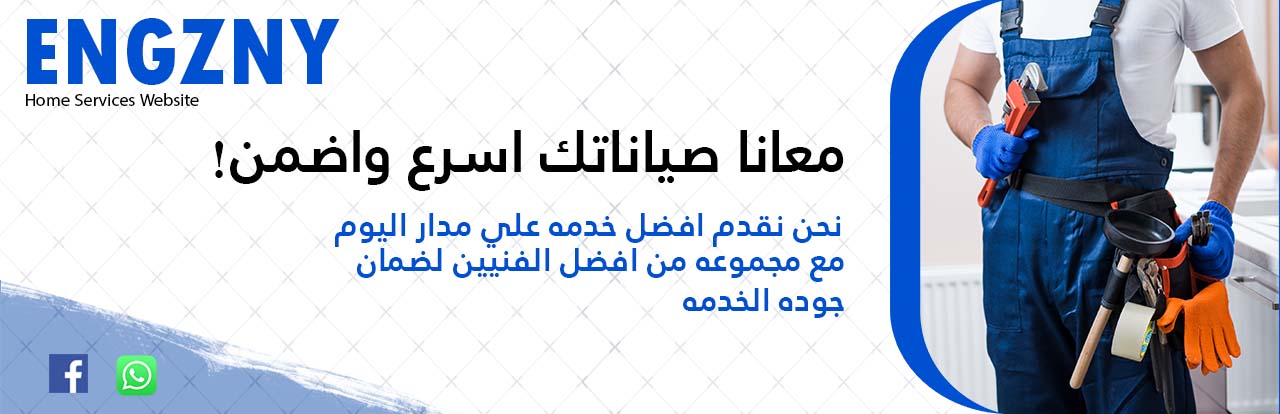 ENGZNY
Home Services Website
معانا صياناتك اسرع واضمن!
نحن نقدم افضل خدمه علي مدار اليوم
مع مجموعه من افضل الفنيين لضمان
جوده الخدمه